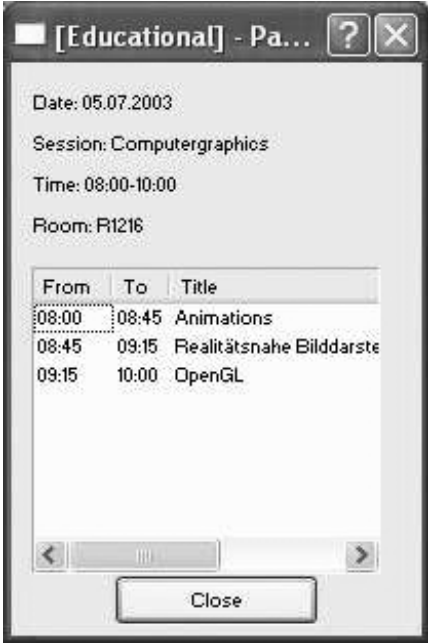 [Educational] - Pa...
Date: 05.07.2003
Session: Computergraphics
Time: 08:00-10:00
Room: R1216
From To Title
08:00 08:45 Animations
08:45 09:15 Realitätsnahe Bilddarste
09:15 10:00 OpenGL
Close